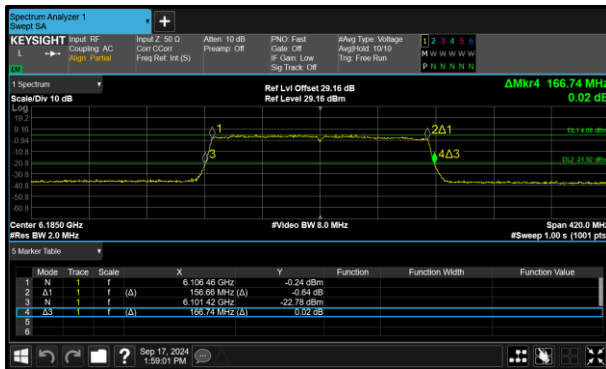 Spectrum Analyzer 1
Swept SA
KEYSIGHT Input: RF Input Z: 50 Ω Atten: 10 dB PNO: Fast #Avg Type: Voltage 1 2 3 4 5 6
L Coupling: AC Corr CCorr Preamp: Off Gate: Off Avg|Hold: 10/10 M W W W W W
Align: Partial Freq Ref: Int (S) IF Gain: Low Trig: Free Run
Sig Track: Off P N N N N N
1 Spectrum Ref Lvl Offset 29.16 dB ΔMkr4 166.74 MHz
Scale/Div 10 dB Ref Level 29.16 dBm 0.02 dB
Log
19.2
9.16 1 2Δ1 DL1 4.08 dBm
-0.84
-10.8 3 4Δ3
-20.8 DL2 -21.92 dBm
-30.8
-40.8
-50.8
-60.8
Center 6.1850 GHz #Video BW 8.0 MHz Span 420.0 MHz
#Res BW 2.0 MHz #Sweep 1.00 s (1001 pts)
5 Marker Table
Mode Trace Scale X Y Function Function Width Function Value
1 N 1 f 6.106 46 GHz -0.24 dBm
2 Δ1 1 f (Δ) 156.66 MHz (Δ) -0.64 dB
3 N 1 f 6.101 42 GHz -22.78 dBm
4 Δ3 1 f (Δ) 166.74 MHz (Δ) 0.02 dB
5
6
? Sep 17, 2024
1:59:01 PM